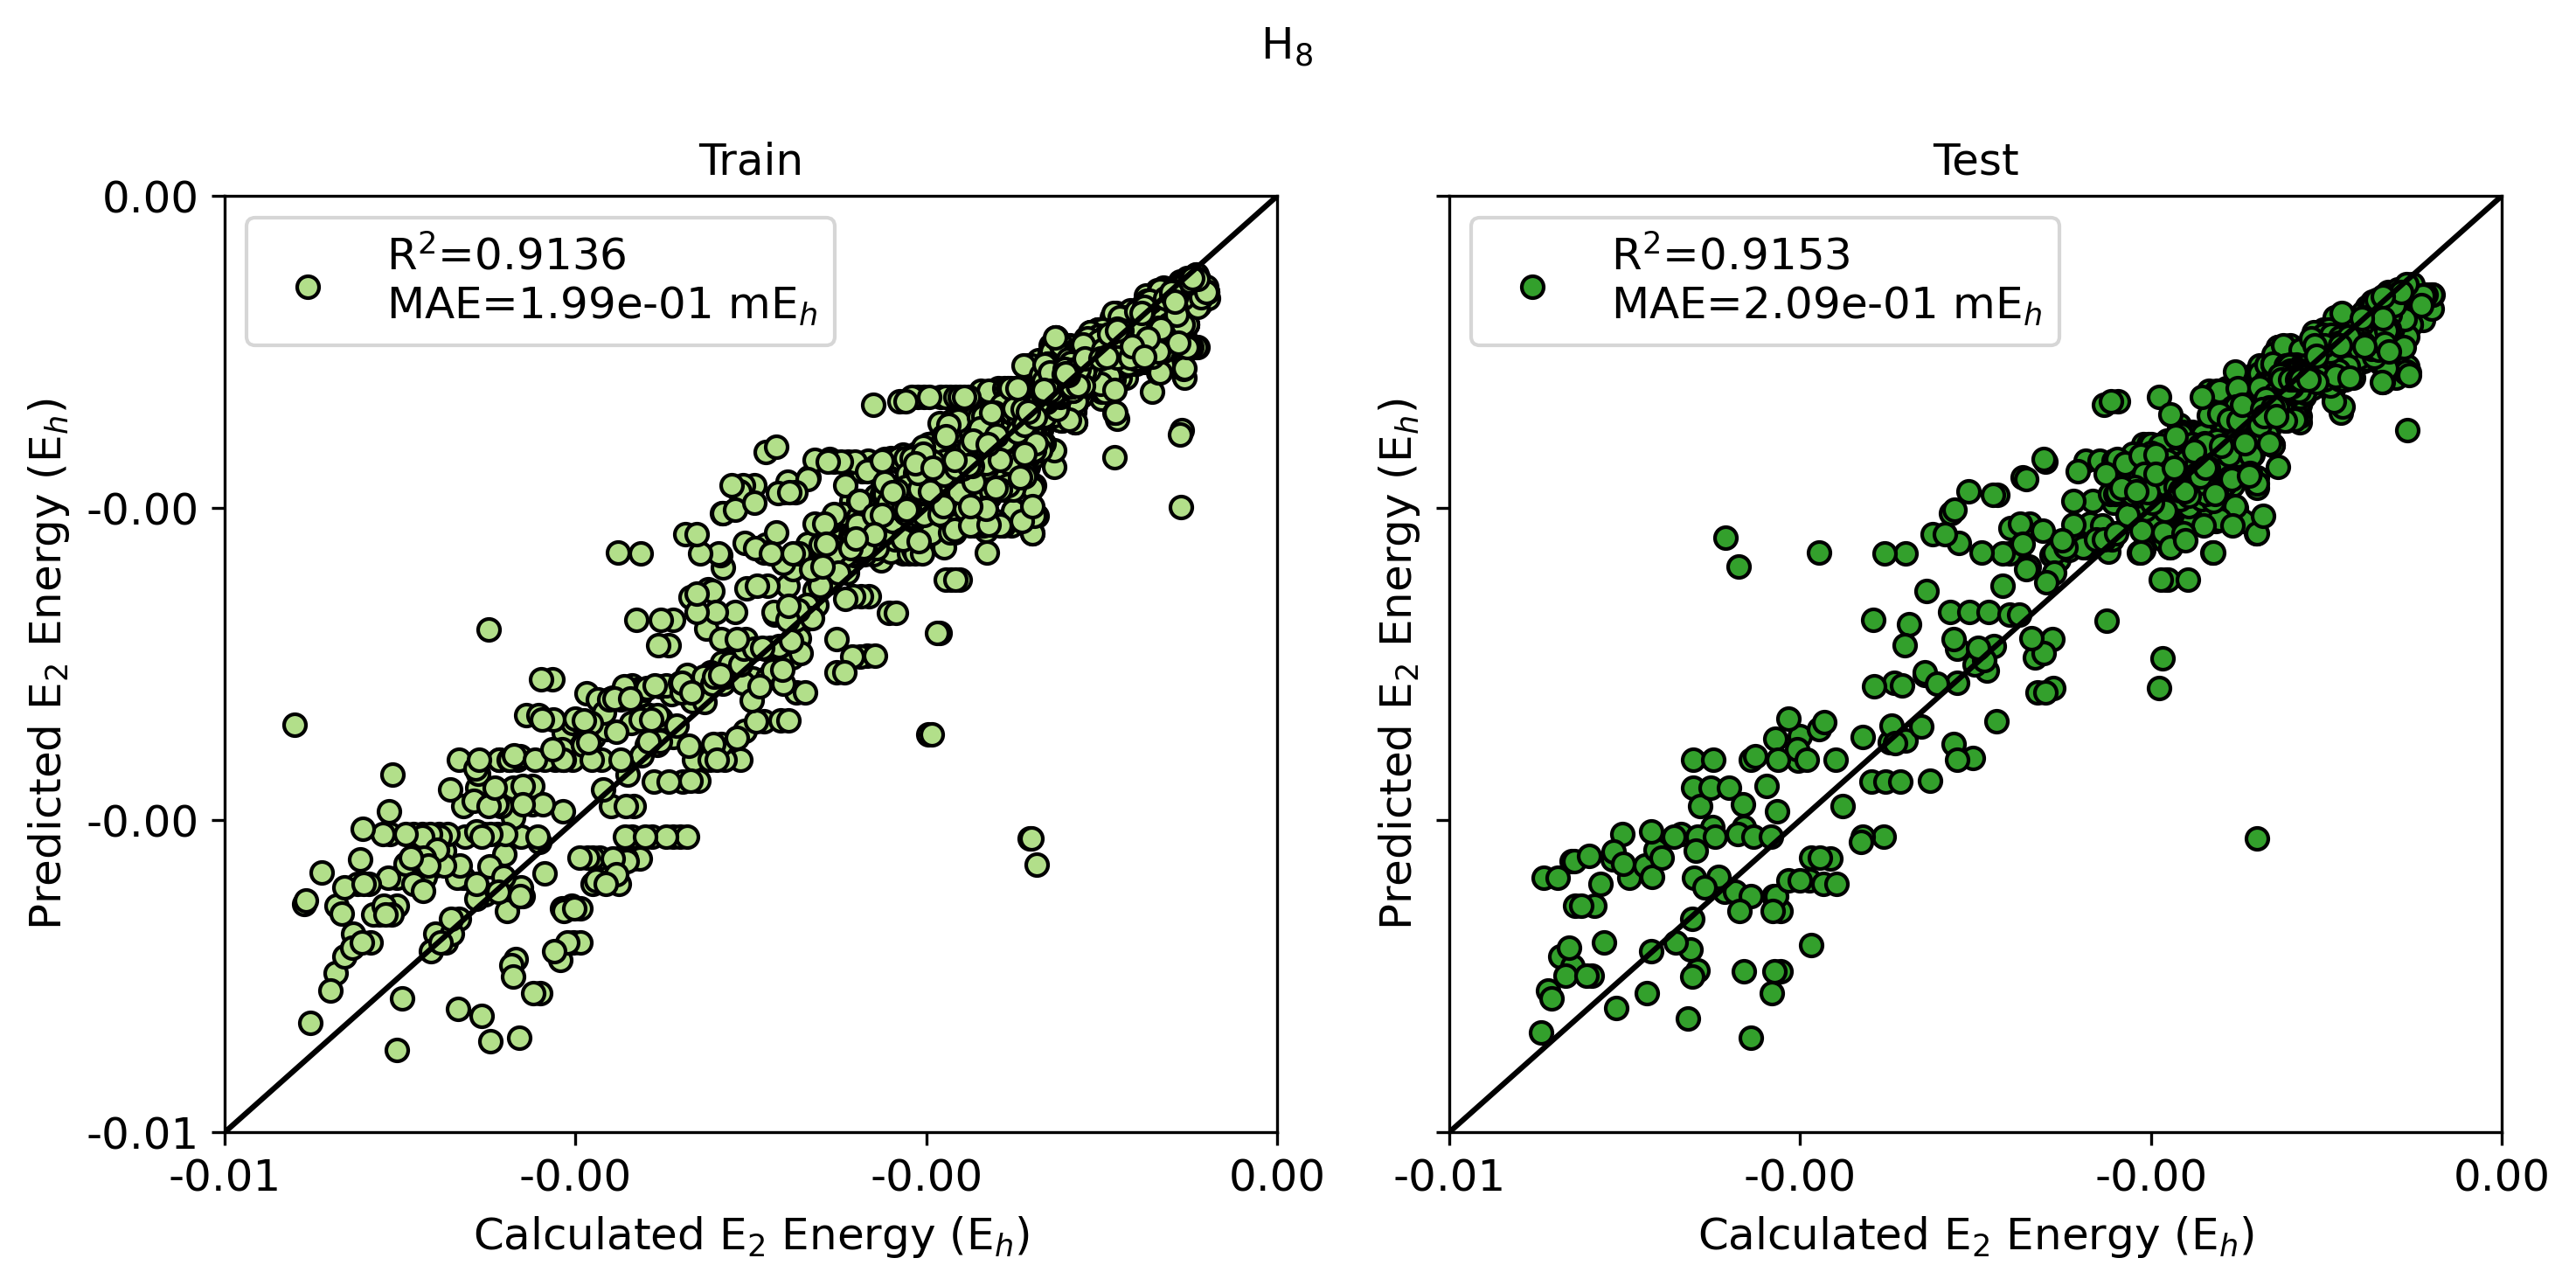 H8
Train
R2=0.9136
MAE=1.99e-01 mEh
0.00
-0.00
-0.00
-0.01
Predicted E2 Energy (Eh)
-0.01
-0.00
-0.00
0.00
Calculated E2 Energy (Eh)
Test
R2=0.9153
MAE=2.09e-01 mEh
Predicted E2 Energy (Eh)
-0.01
-0.00
-0.00
0.00
Calculated E2 Energy (Eh)